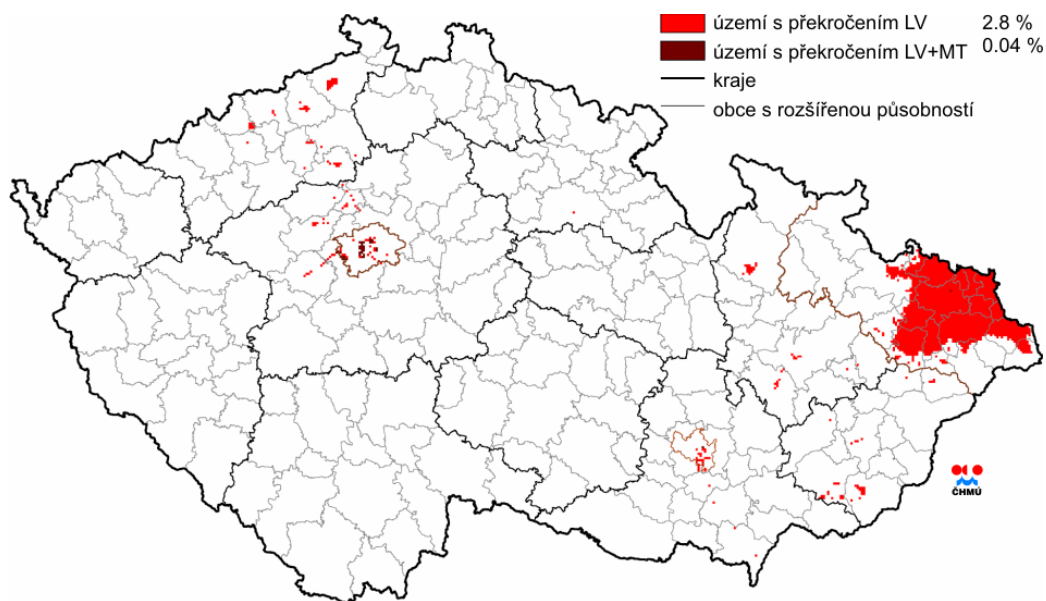 území s překročením LV 2.8 %
území s překročením LV+MT 0.04 %
kraje
obce s rozšířenou působností
ČHMÚ